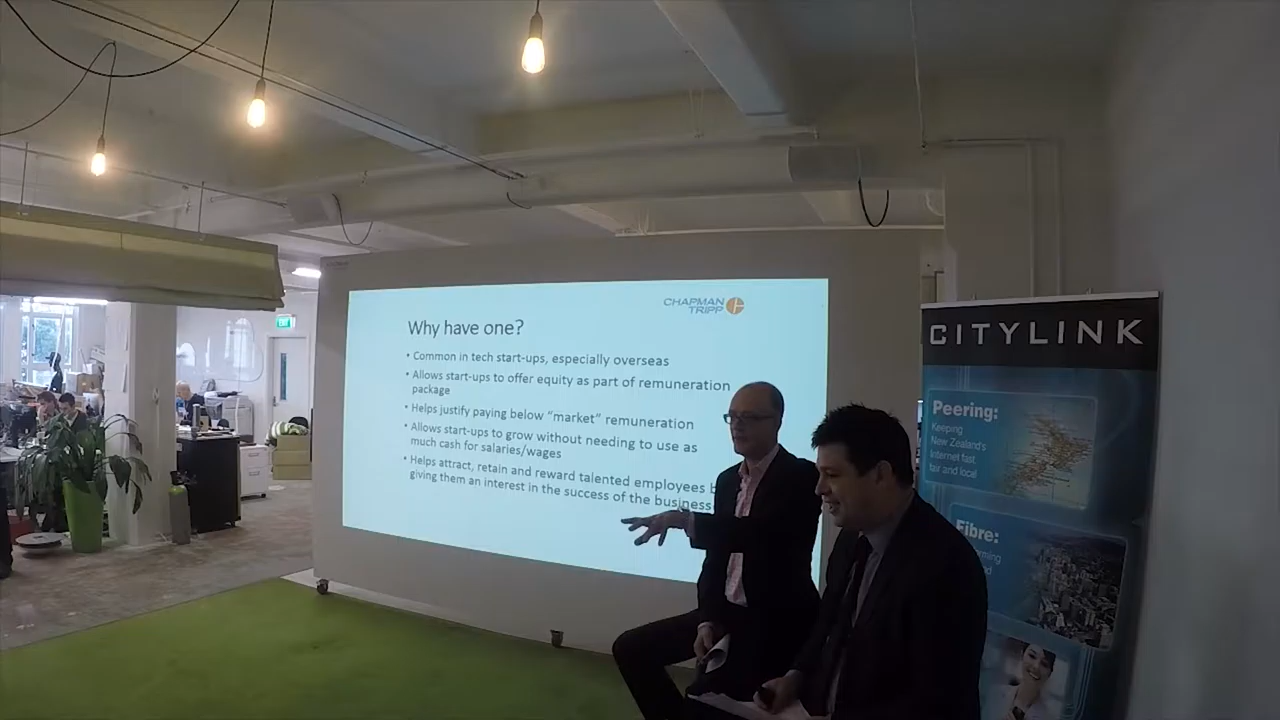 CHAPMAN
TRIPP
Why have one?
• Common in tech start-ups, especially overseas
• Allows start-ups to offer equity as part of remuneration
package
• Helps justify paying below “market” remuneration
• Allows start-ups to grow without needing to use as
much cash for salaries/wages
• Helps attract, retain and reward talented employees
giving them an interest in the success of the business
CITYLINK
Peering:
Keeping
New Zealand's
Internet fast
fair and local
Fibre:
EXIT